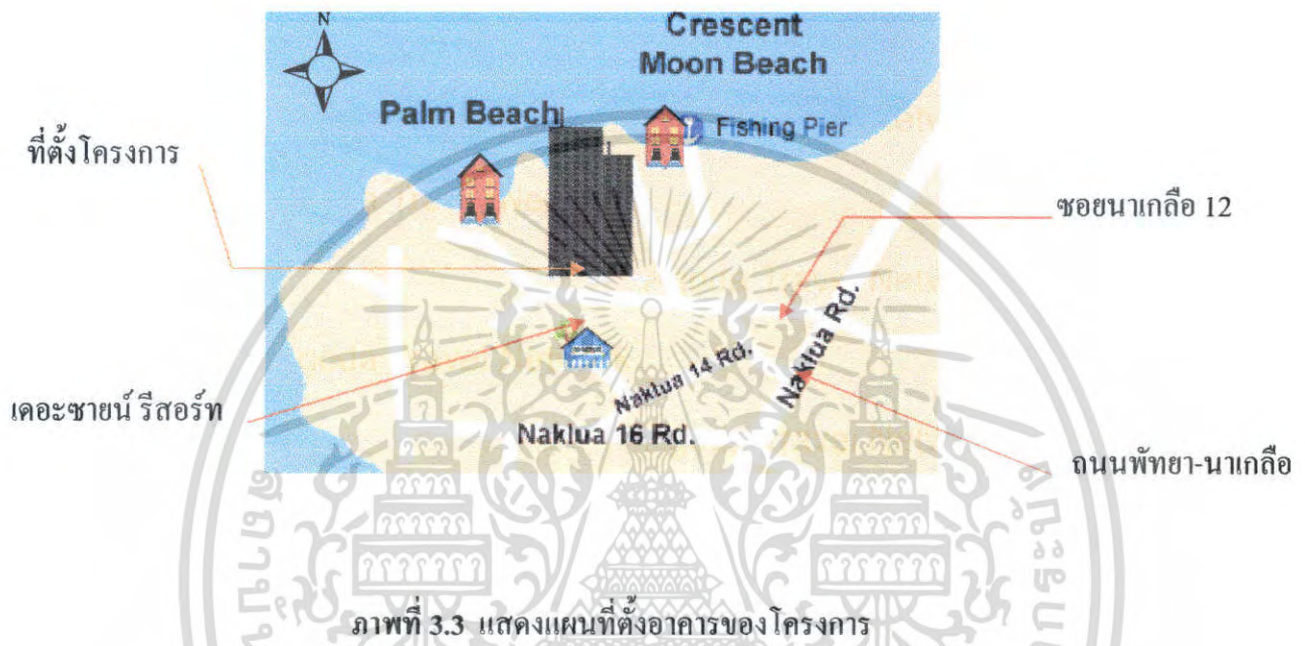 N
Crescent
Moon Beach
Palm Beach
Fishing Pier
ที่ตั้งโครงการ
ซอยนาเกลือ 12
Naklua Rd.
Naklua 14 Rd.
เดอะซายน์ รีสอร์ท
Naklua 16 Rd.
ถนนพัทยา-นาเกลือ
ภาพที่ 3.3 แสดงแผนที่ตั้งอาคารของโครงการ